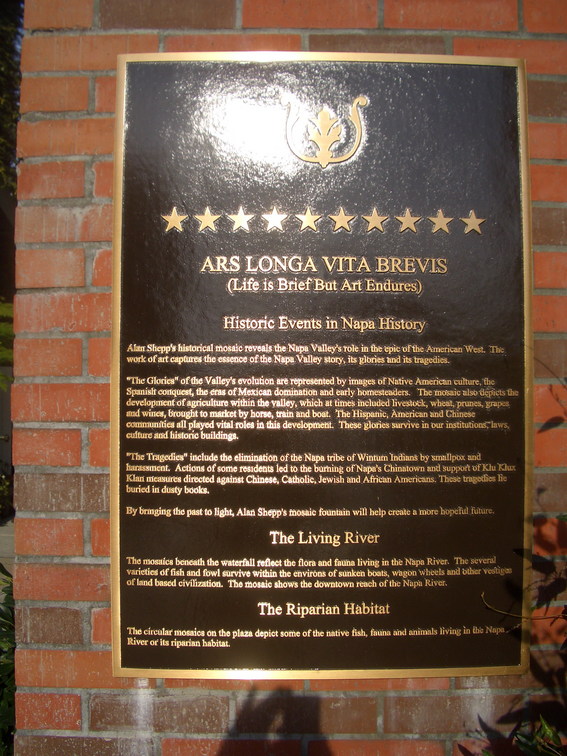 ARS LONGA VITA BREVIS
(Life is Brief But Art Endures)
Historic Events in Napa History
Alan Shepp's historical mosaic reveals the Napa Valley's role in the epic of the American West. The
work of art captures the essence of the Napa Valley story, its glories and its tragedies.
"The Glories" of the Valley's evolution are represented by images of Native American culture, the
Spanish conquest, the eras of Mexican domination and early homesteaders. The mosaic also depicts the
development of agriculture within the valley, which at times included livestock, wheat, prunes, grapes
and wines, brought to market by horse, train and boat. The Hispanic, American and Chinese
communities all played vital roles in this development. These glories survive in our institutions, laws,
culture and historic buildings.
"The Tragedies" include the elimination of the Napa tribe of Wintum Indians by smallpox and
harassment. Actions of some residents led to the burning of Napa's Chinatown and support of Klu Klux
Klan measures directed against Chinese, Catholic, Jewish and African Americans. These tragedies lie
buried in dusty books.
By bringing the past to light, Alan Shepp's mosaic fountain will help create a more hopeful future.
The Living River
The mosaics beneath the waterfall reflect the flora and fauna living in the Napa River. The several
varieties of fish and fowl survive within the environs of sunken boats, wagon wheels and other vestiges
of land based civilization. The mosaic shows the downtown reach of the Napa River.
The Riparian Habitat
The circular mosaics on the plaza depict some of the native fish, fauna and animals living in the Napa
River or its riparian habitat.